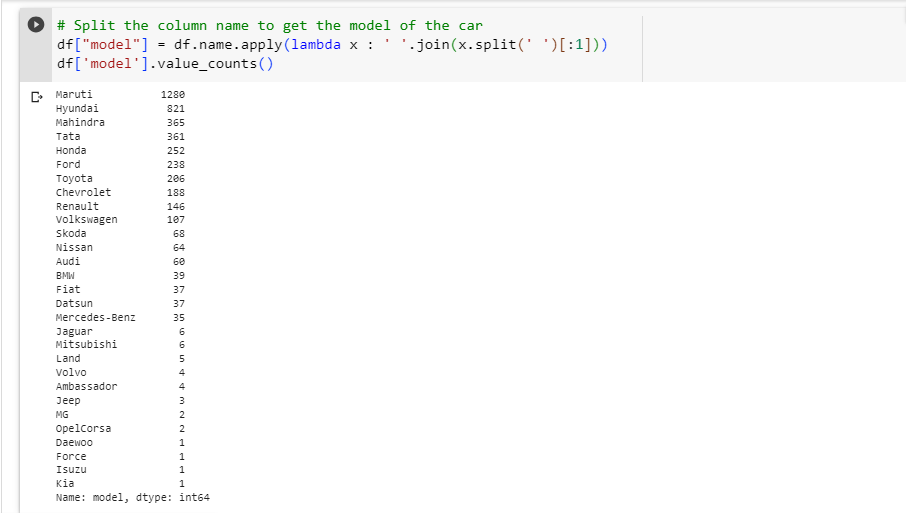 # Split the column name to get the model of the car
df["model"] = df.name.apply(lambda x : ' '.join(x.split(' ')[:1]))
df['model'].value_counts()
Maruti 1280
Hyundai 821
Mahindra 365
Tata 361
Honda 252
Ford 238
Toyota 206
Chevrolet 188
Renault 146
Volkswagen 107
Skoda 68
Nissan 64
Audi 60
BMW 39
Fiat 37
Datsun 37
Mercedes-Benz 35
Jaguar 6
Mitsubishi 6
Land 5
Volvo 4
Ambassador 4
Jeep 3
MG 2
OpelCorsa 2
Daewoo 1
Force 1
Isuzu 1
Kia 1
Name: model, dtype: int64